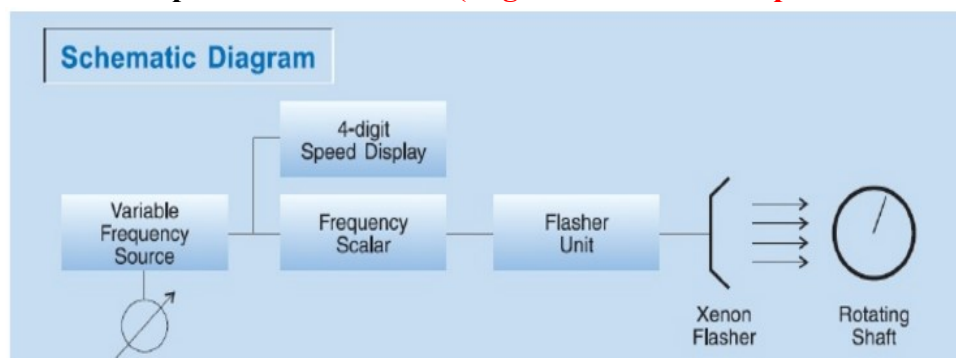 Schematic Diagram
4-digit
Speed Display
Variable
Frequency
Source
Frequency
Scalar
Flasher
Unit
Xenon
Flasher
Rotating
Shaft